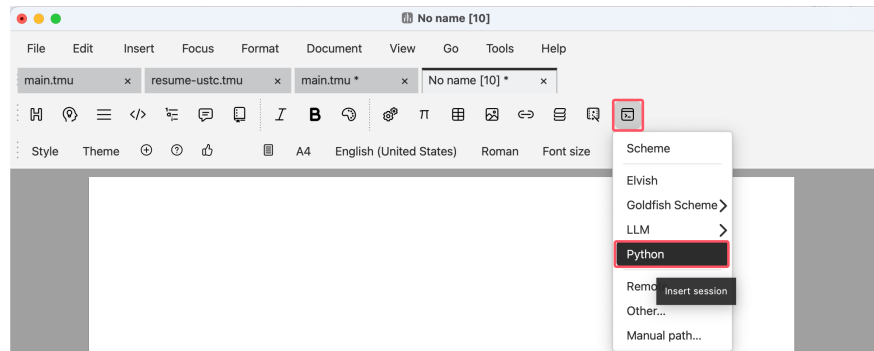 No name [10]
File Edit Insert Focus Format Document View Go Tools Help
main.tmu × resume-ustc.tmu × main.tmu * × No name [10] * ×
H </> I B π
Style Theme A4 English (United States) Roman Font size
Scheme
Elvish
Goldfish Scheme
LLM
Python
Insert session
Other...
Manual path...